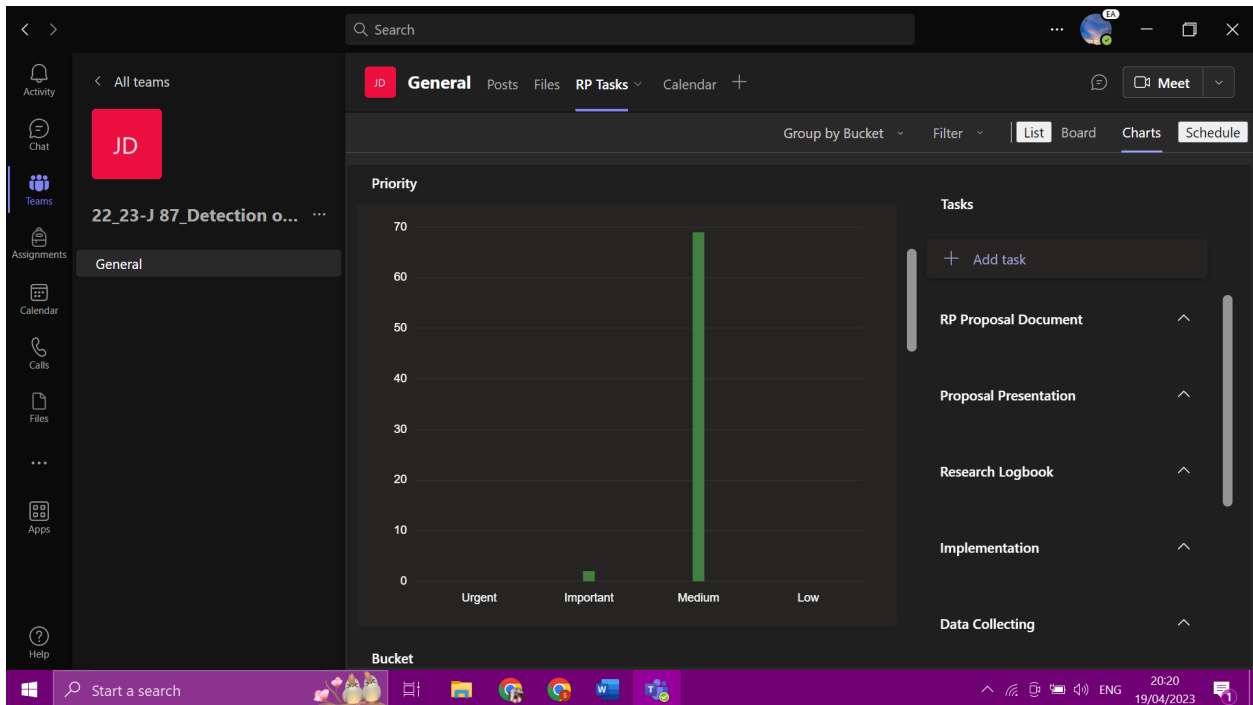 Search
EA
Activity
Chat
Teams
Assignments
Calendar
Calls
Files
Apps
Help
All teams
JD
22_23-J 87_Detection o...
General
JD General Posts Files RP Tasks Calendar
Meet
Group by Bucket Filter List Board Charts Schedule
Priority
70
60
50
40
30
20
10
0
Urgent Important Medium Low
Bucket
Tasks
Add task
RP Proposal Document
Proposal Presentation
Research Logbook
Implementation
Data Collecting
Start a search
ENG
20:20
19/04/2023
1